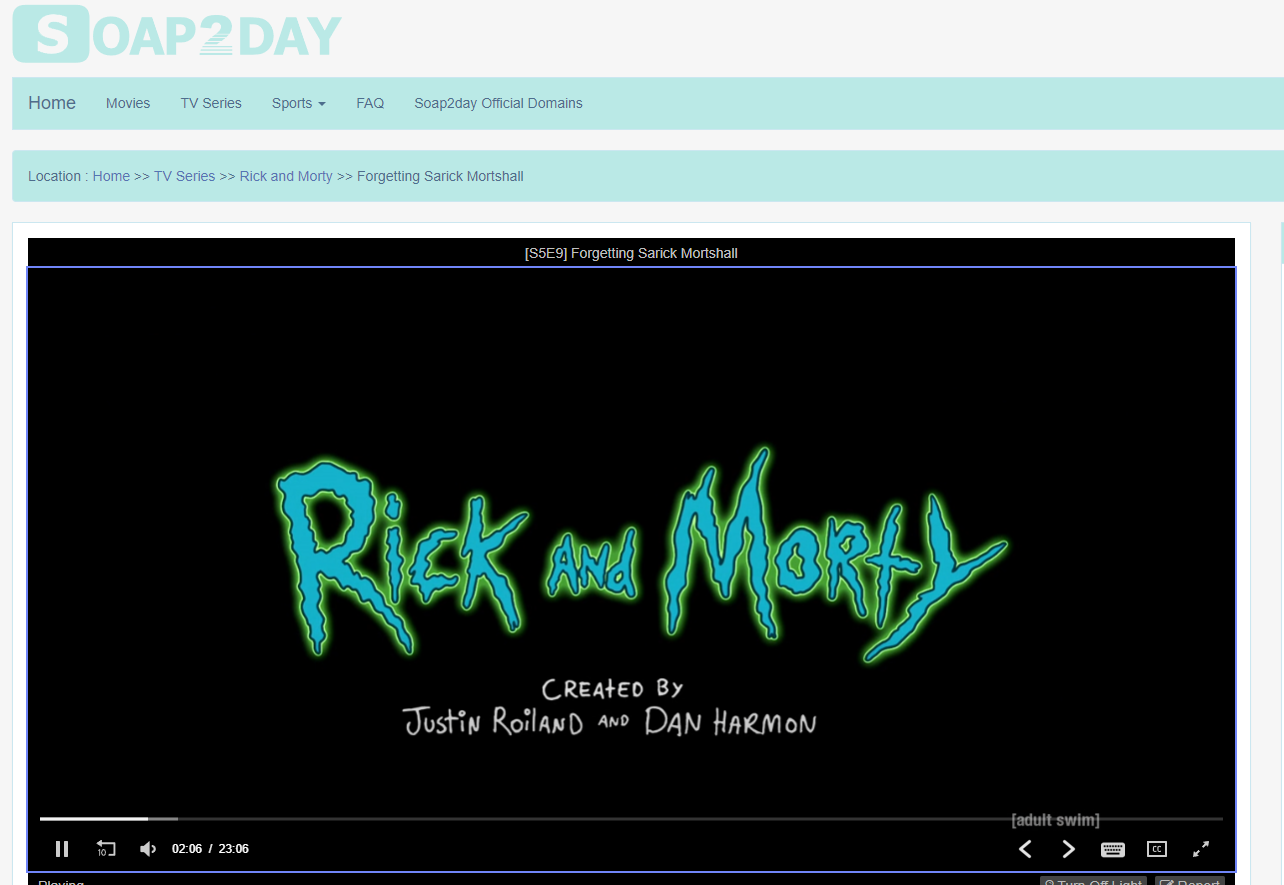 SOAP2DAY
Home Movies TV Series Sports FAQ Soap2day Official Domains
Location : Home >> TV Series >> Rick and Morty >> Forgetting Sarick Mortshall
[S5E9] Forgetting Sarick Mortshall
Rick and Morty
Created By
Justin Roiland and Dan Harmon
[adult swim]
10 02:06 / 23:06 CC
Playing Turn Off Light Report